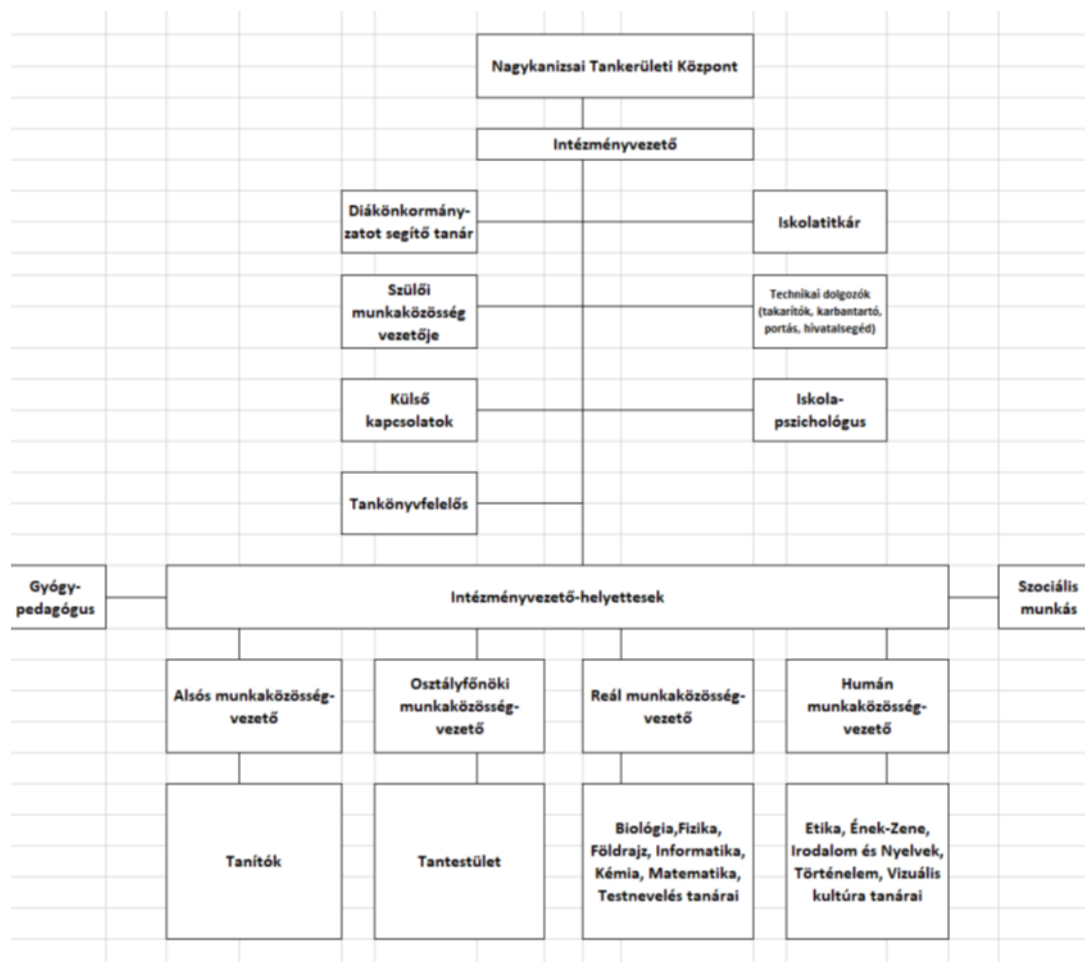 Nagykanizsai Tankerületi Központ
Intézményvezető
Diákönkormány-
zatot segítő tanár
Iskolatitkár
Szülői
munkaközösség
vezetője
Technikai dolgozók
(takarítók, karbantartó,
portás, hivatalsegéd)
Külső
kapcsolatok
Iskola-
pszichológus
Tankönyvfelelős
Gyógy-
pedagógus
Intézményvezető-helyettesek
Szociális
munkás
Alsós munkaközösség-
vezető
Osztályfőnöki
munkaközösség-
vezető
Reál munkaközösség-
vezető
Humán
munkaközösség-
vezető
Tanítók
Tantestület
Biológia,Fizika,
Földrajz, Informatika,
Kémia, Matematika,
Testnevelés tanárai
Etika, Ének-Zene,
Irodalom és Nyelvek,
Történelem, Vizuális
kultúra tanárai